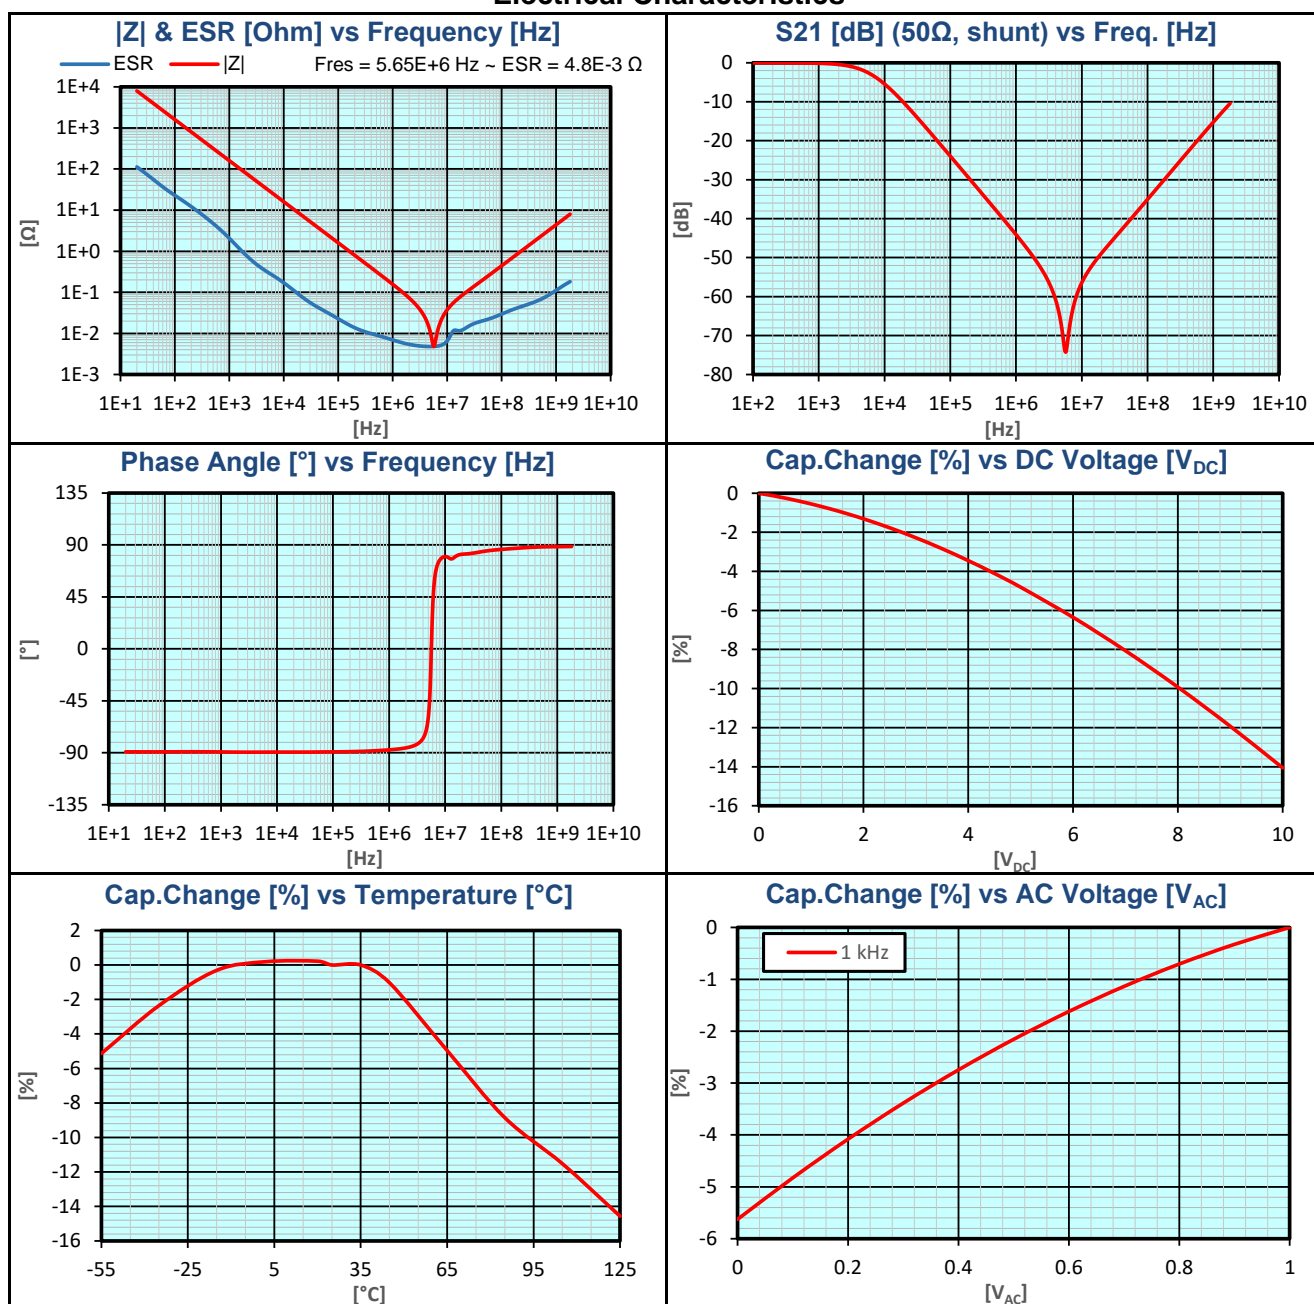 Electrical Characteristics
|Z| & ESR [Ohm] vs Frequency [Hz]
ESR |Z| Fres = 5.65E+6 Hz ~ ESR = 4.8E-3 Ω
1E+4
1E+3
1E+2
1E+1
1E+0
1E-1
1E-2
1E-3
[Ω]
1E+1 1E+2 1E+3 1E+4 1E+5 1E+6 1E+7 1E+8 1E+9 1E+10
[Hz]
S21 [dB] (50Ω, shunt) vs Freq. [Hz]
0
-10
-20
-30
-40
-50
-60
-70
-80
[dB]
1E+2 1E+3 1E+4 1E+5 1E+6 1E+7 1E+8 1E+9 1E+10
[Hz]
Phase Angle [°] vs Frequency [Hz]
135
90
45
0
-45
-90
-135
[°]
1E+1 1E+2 1E+3 1E+4 1E+5 1E+6 1E+7 1E+8 1E+9 1E+10
[Hz]
Cap.Change [%] vs DC Voltage [VDC]
0
-2
-4
-6
-8
-10
-12
-14
-16
[%]
0 2 4 6 8 10
[VDC]
Cap.Change [%] vs Temperature [°C]
2
0
-2
-4
-6
-8
-10
-12
-14
-16
[%]
-55 -25 5 35 65 95 125
[°C]
Cap.Change [%] vs AC Voltage [VAC]
1 kHz
0
-1
-2
-3
-4
-5
-6
[%]
0 0.2 0.4 0.6 0.8 1
[VAC]